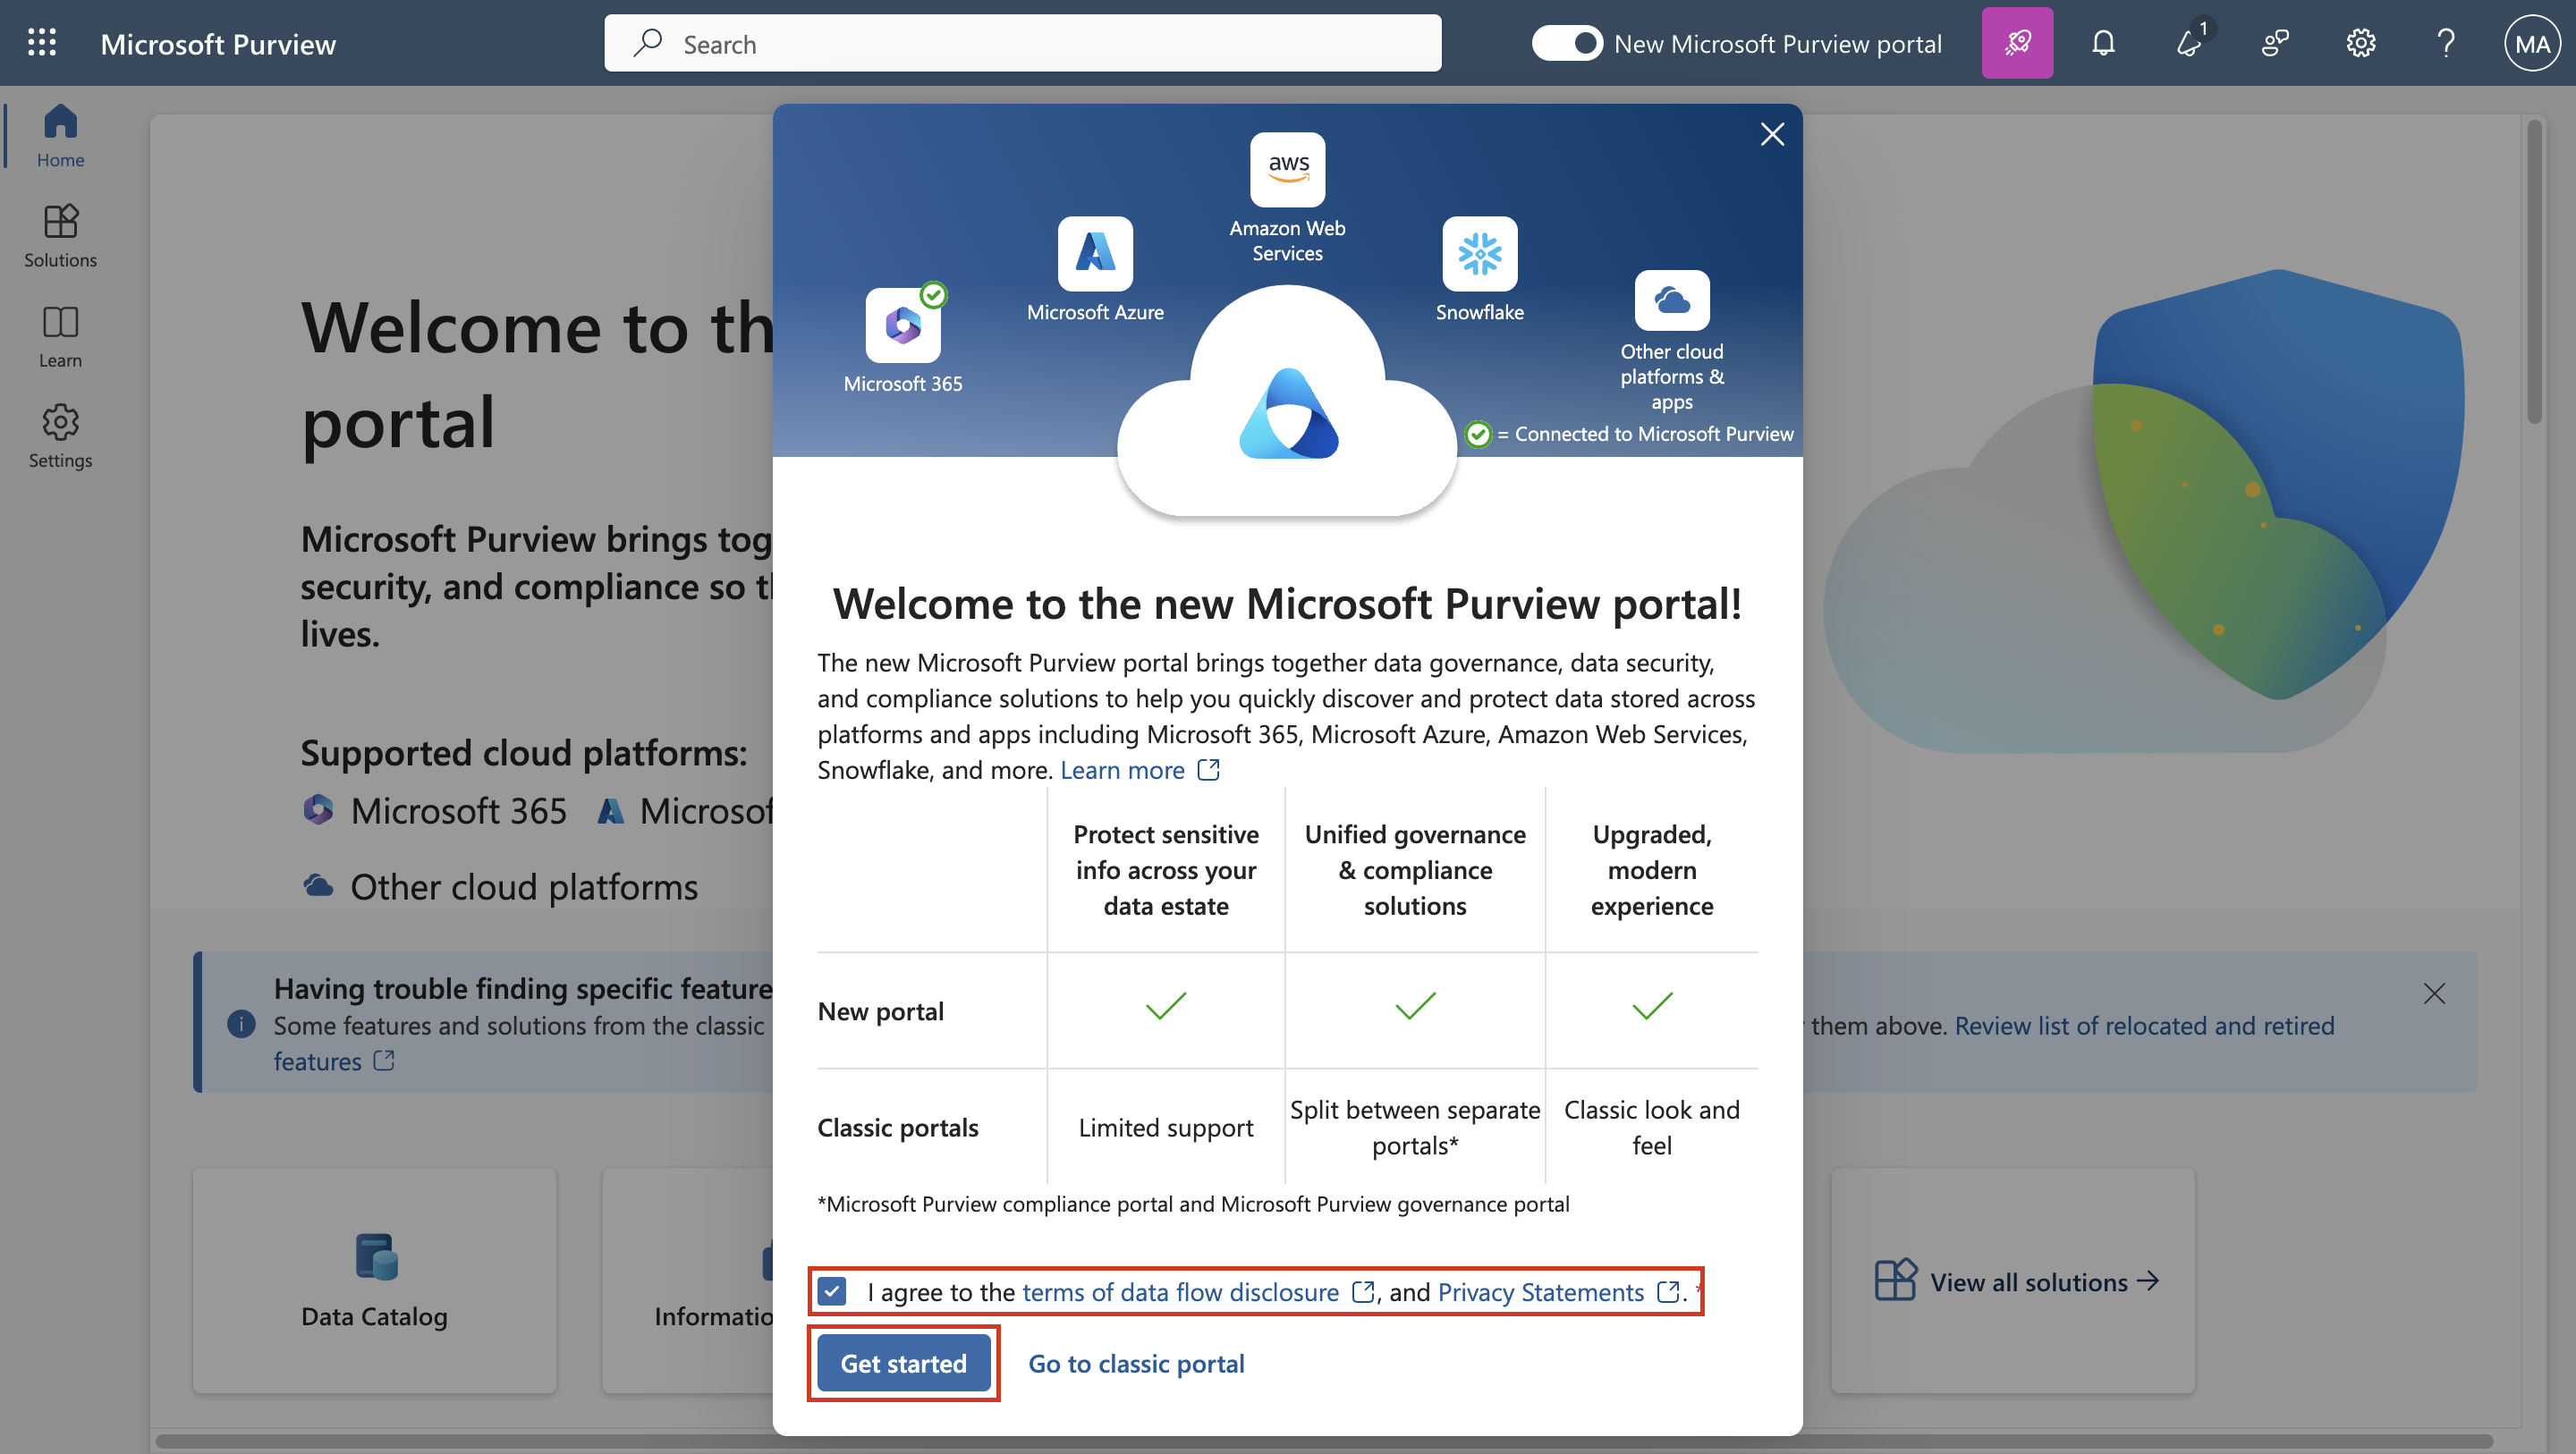 Microsoft Purview
Search
New Microsoft Purview portal
1
MA
Home
Solutions
Learn
Settings
Welcome to th
portal
Microsoft Purview brings tog
security, and compliance so t
lives.
Supported cloud platforms:
Microsoft 365
Microsof
Other cloud platforms
Having trouble finding specific feature
Some features and solutions from the classic
features
them above. Review list of relocated and retired
Data Catalog
Informatio
View all solutions
aws
Amazon Web
Services
Microsoft Azure
Snowflake
Microsoft 365
Other cloud
platforms &
apps
= Connected to Microsoft Purview
Welcome to the new Microsoft Purview portal!
The new Microsoft Purview portal brings together data governance, data security,
and compliance solutions to help you quickly discover and protect data stored across
platforms and apps including Microsoft 365, Microsoft Azure, Amazon Web Services,
Snowflake, and more. Learn more
Protect sensitive
info across your
data estate
Unified governance
& compliance
solutions
Upgraded,
modern
experience
New portal
Classic portals
Limited support
Split between separate
portals*
Classic look and
feel
*Microsoft Purview compliance portal and Microsoft Purview governance portal
I agree to the terms of data flow disclosure , and Privacy Statements . *
Get started
Go to classic portal